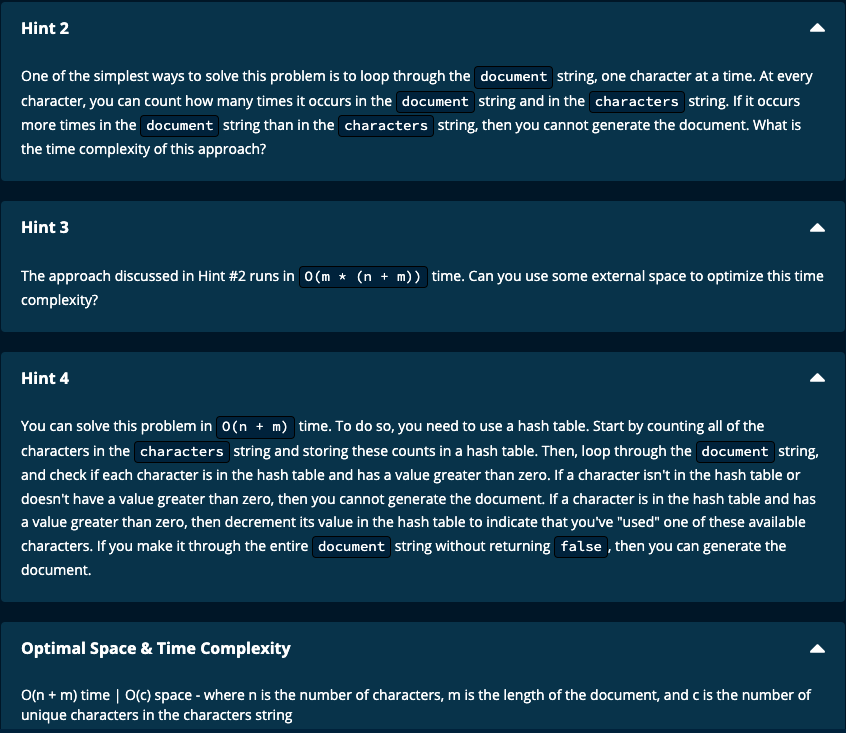 Hint 2
One of the simplest ways to solve this problem is to loop through the document string, one character at a time. At every
character, you can count how many times it occurs in the document string and in the characters string. If it occurs
more times in the document string than in the characters string, then you cannot generate the document. What is
the time complexity of this approach?
Hint 3
The approach discussed in Hint #2 runs in O(m * (n + m)) time. Can you use some external space to optimize this time
complexity?
Hint 4
You can solve this problem in O(n + m) time. To do so, you need to use a hash table. Start by counting all of the
characters in the characters string and storing these counts in a hash table. Then, loop through the document string,
and check if each character is in the hash table and has a value greater than zero. If a character isn't in the hash table or
doesn't have a value greater than zero, then you cannot generate the document. If a character is in the hash table and has
a value greater than zero, then decrement its value in the hash table to indicate that you've "used" one of these available
characters. If you make it through the entire document string without returning false, then you can generate the
document.
Optimal Space & Time Complexity
O(n + m) time | O(c) space - where n is the number of characters, m is the length of the document, and c is the number of
unique characters in the characters string